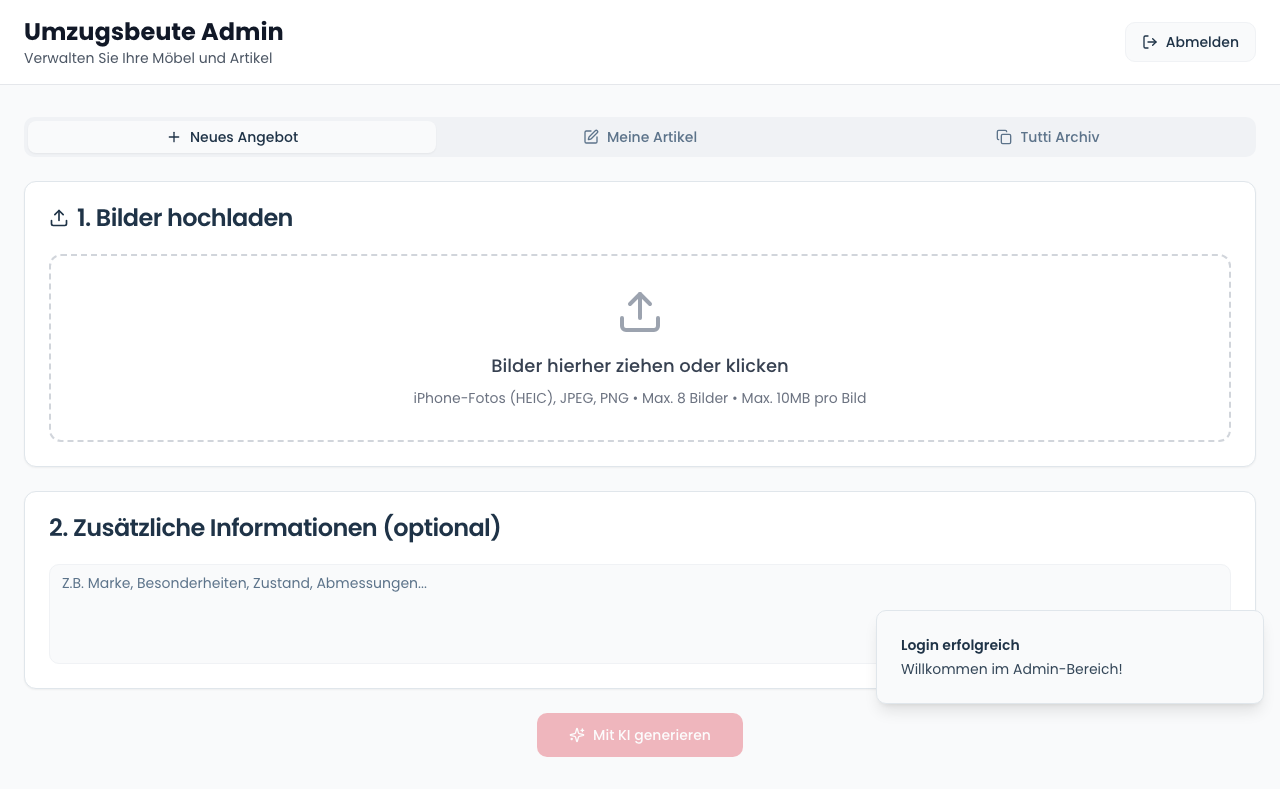 Umzugsbeute Admin
Verwalten Sie Ihre Möbel und Artikel
Abmelden
Neues Angebot
Meine Artikel
Tutti Archiv
1. Bilder hochladen
Bilder hierher ziehen oder klicken
iPhone-Fotos (HEIC), JPEG, PNG • Max. 8 Bilder • Max. 10MB pro Bild
2. Zusätzliche Informationen (optional)
Z.B. Marke, Besonderheiten, Zustand, Abmessungen...
Login erfolgreich
Willkommen im Admin-Bereich!
Mit KI generieren